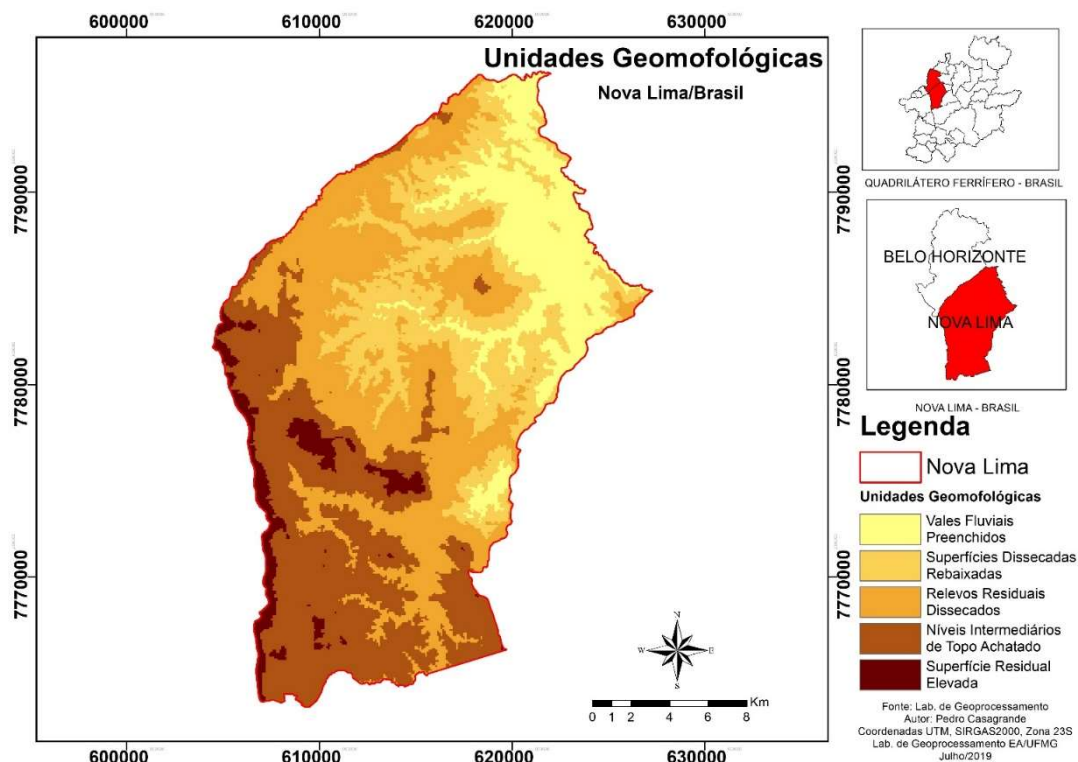 600000
610000
620000
630000
Unidades Geomofológicas
Nova Lima/Brasil
7790000
7780000
7770000
7790000
7780000
7770000
N
W
E
S
Km
0 1 2 4 6 8
600000
610000
620000
630000
QUADRILÁTERO FERRÍFERO - BRASIL
BELO HORIZONTE
NOVA LIMA
NOVA LIMA - BRASIL
Legenda
Nova Lima
Unidades Geomofológicas
Vales Fluviais
Preenchidos
Superfícies Dissecadas
Rebaixadas
Relevos Residuais
Dissecados
Níveis Intermediários
de Topo Achatado
Superfície Residual
Elevada
Fonte: Lab. de Geoprocessamento
Autor: Pedro Casagrande
Coordenadas UTM, SIRGAS2000, Zona 23S
Lab. de Geoprocessamento EA/UFMG
Julho/2019